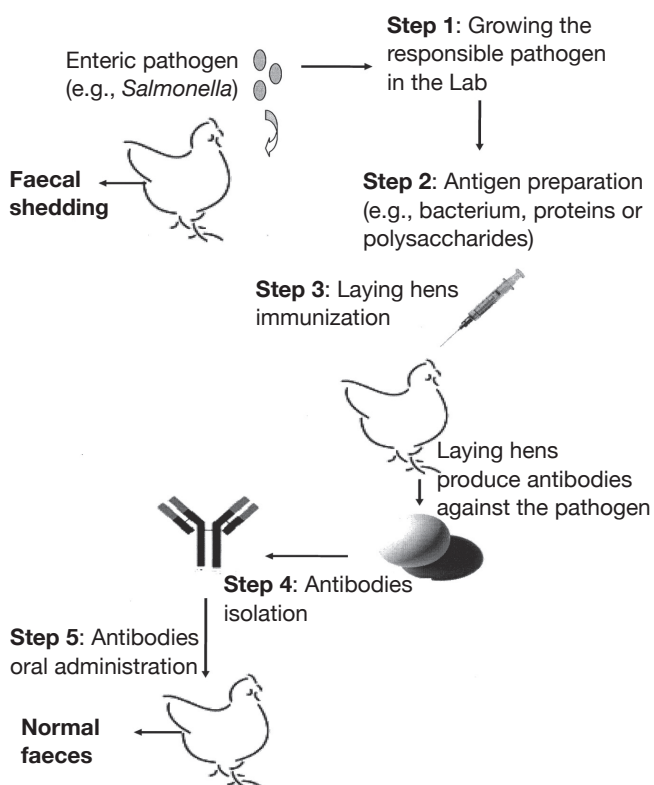 Enteric pathogen
(e.g., Salmonella)
Step 1: Growing the
responsible pathogen
in the Lab
Faecal
shedding
Step 2: Antigen preparation
(e.g., bacterium, proteins or
polysaccharides)
Step 3: Laying hens
immunization
Laying hens
produce antibodies
against the pathogen
Step 4: Antibodies
isolation
Step 5: Antibodies
oral administration
Normal
faeces